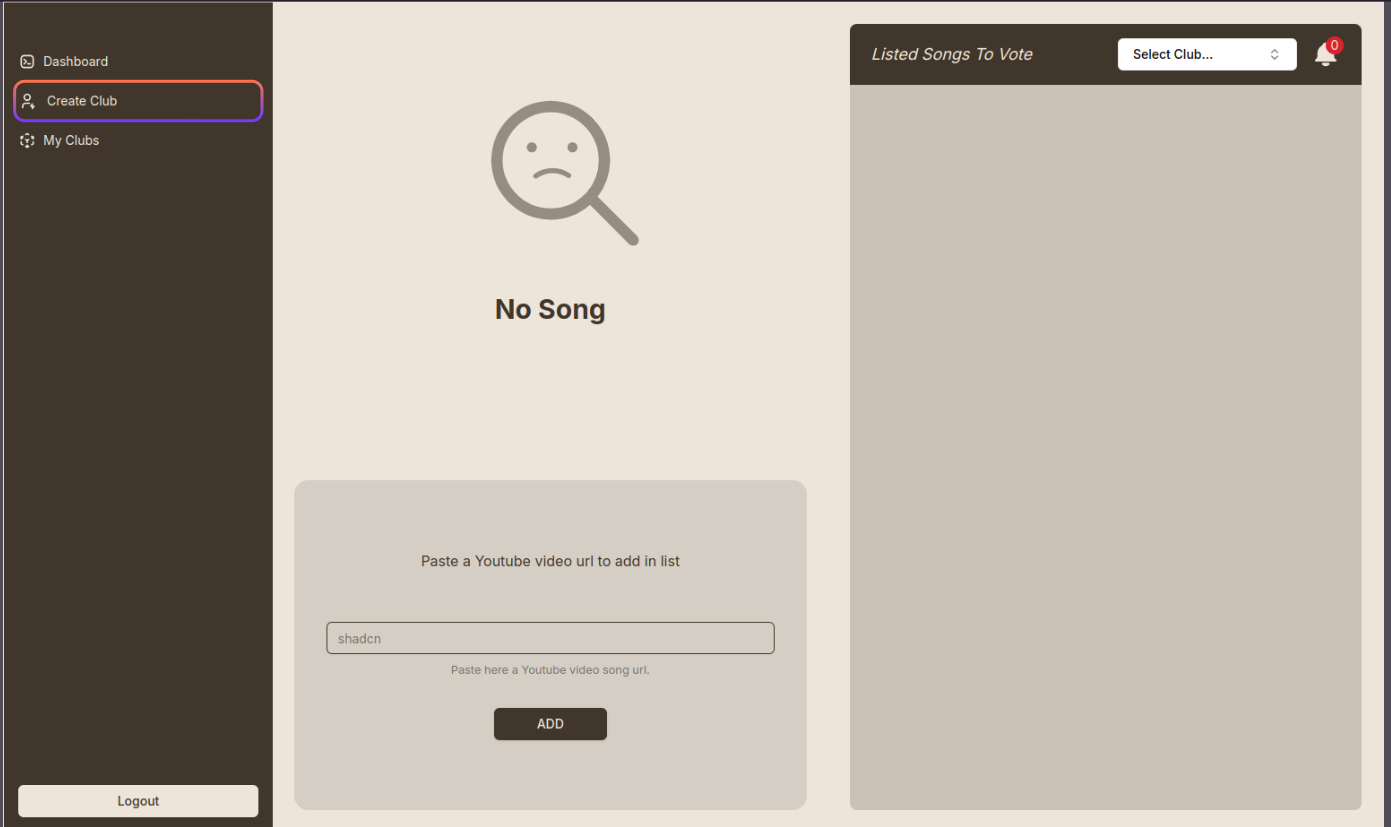 Dashboard
Create Club
My Clubs
Logout
No Song
Paste a Youtube video url to add in list
shadcn
Paste here a Youtube video song url.
ADD
Listed Songs To Vote
Select Club...
0